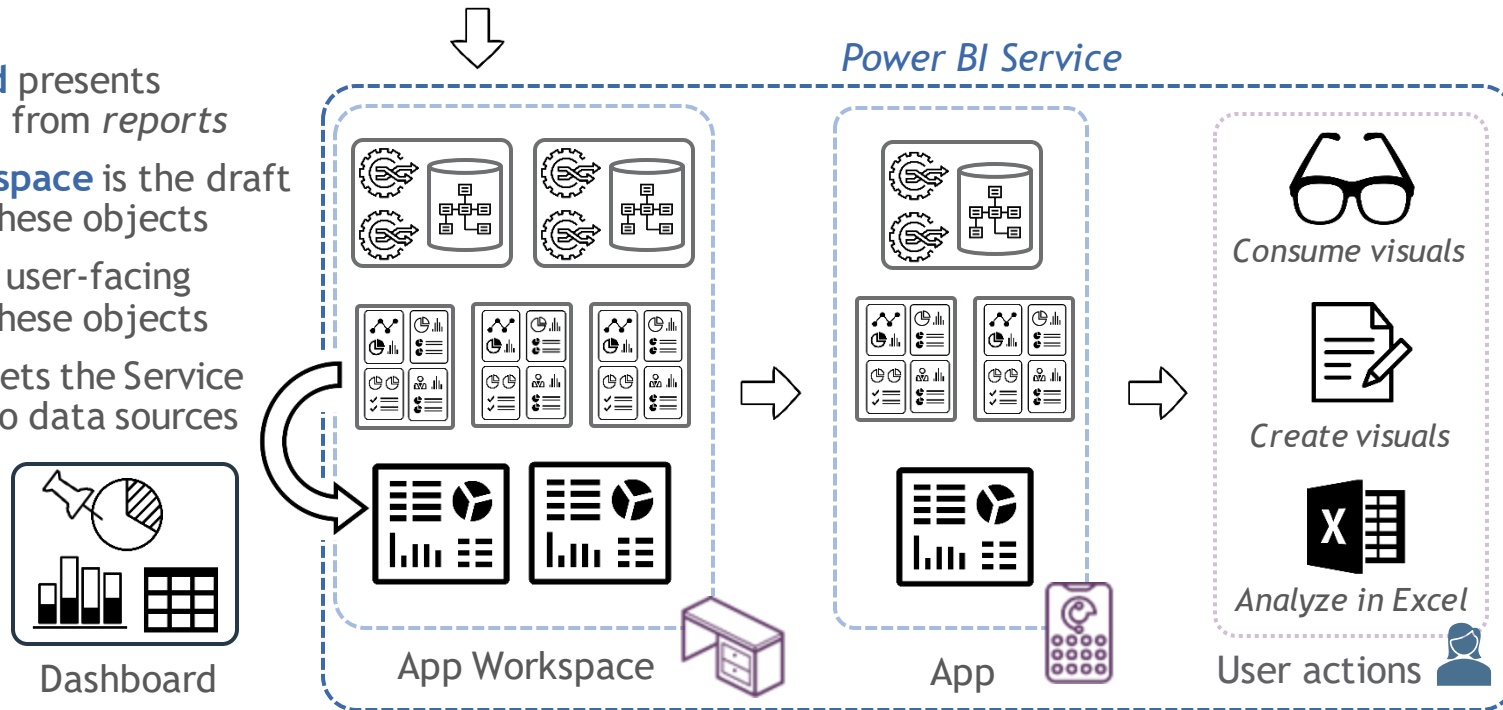 d presents
from reports
space is the draft
hese objects
user-facing
hese objects
ets the Service
o data sources
Dashboard
Power BI Service
App Workspace
App
Consume visuals
Create visuals
X
Analyze in Excel
User actions